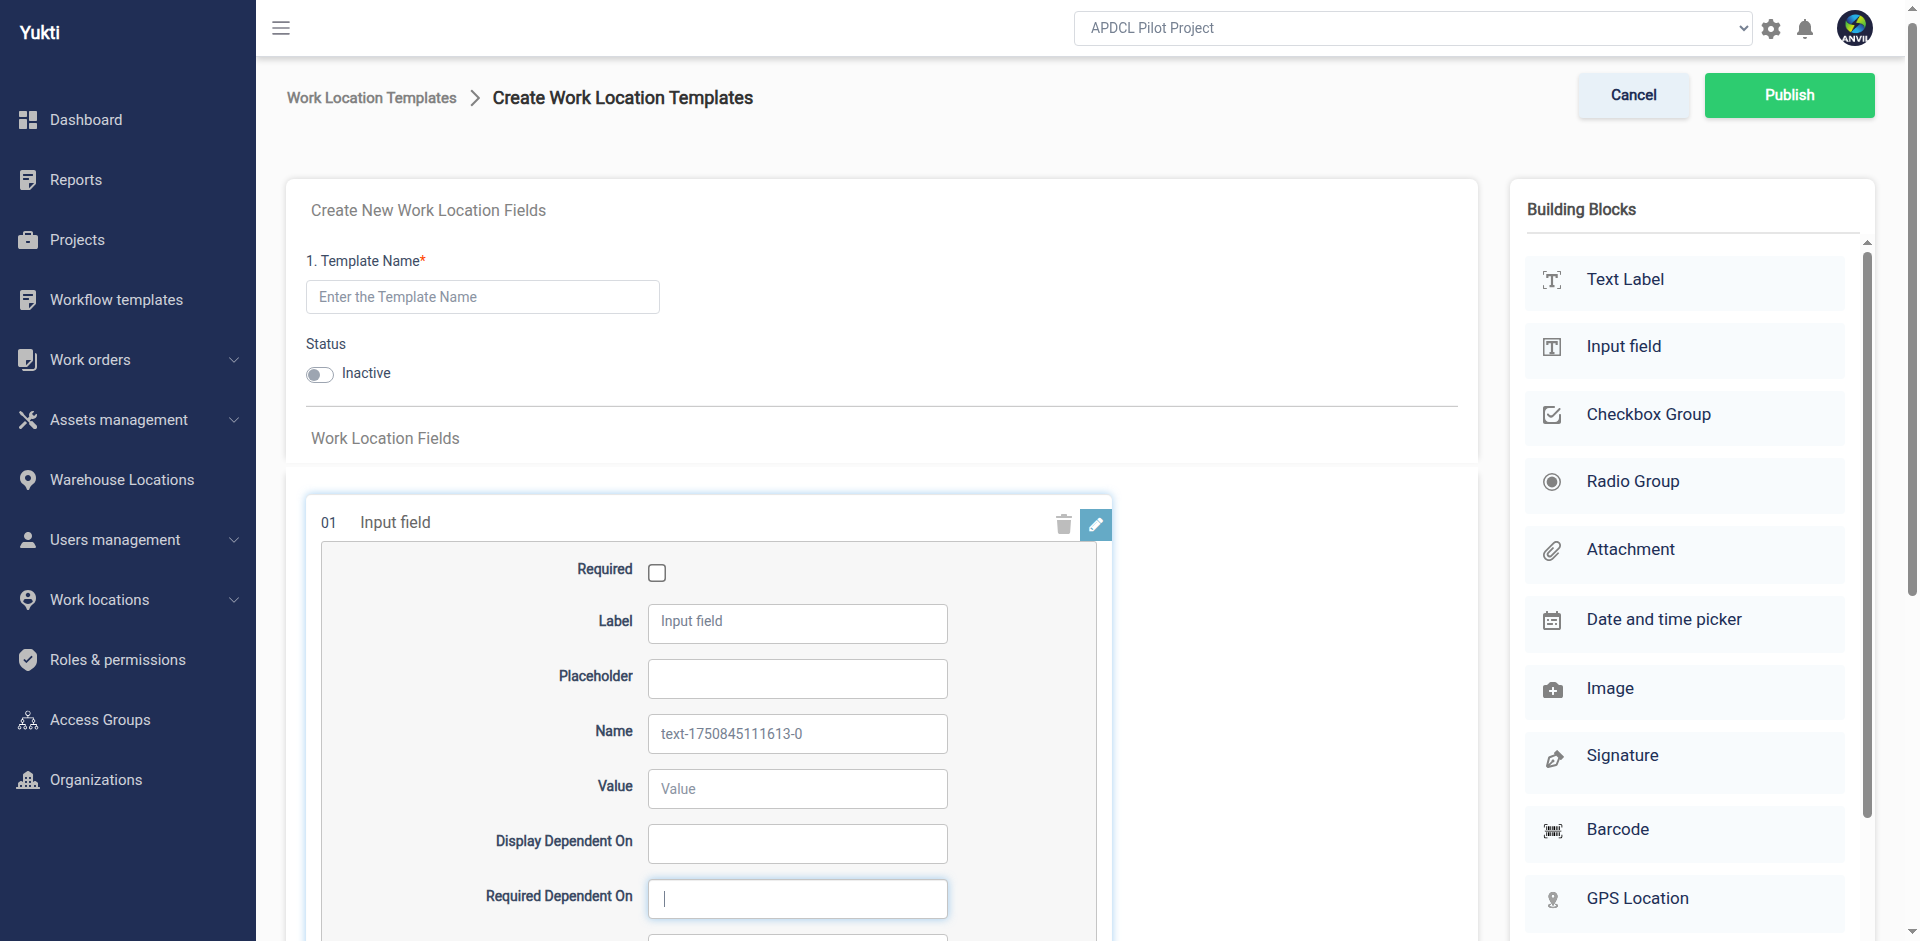 Yukti
APDCL Pilot Project
ANVIL
Dashboard
Reports
Projects
Workflow templates
Work orders
Assets management
Warehouse Locations
Users management
Work locations
Roles & permissions
Access Groups
Organizations
Work Location Templates
Create Work Location Templates
Cancel
Publish
Create New Work Location Fields
1. Template Name*
Enter the Template Name
Status
Inactive
Work Location Fields
01 Input field
Required
Label Input field
Placeholder
Name text-1750845111613-0
Value Value
Display Dependent On
Required Dependent On
Building Blocks
Text Label
Input field
Checkbox Group
Radio Group
Attachment
Date and time picker
Image
Signature
Barcode
GPS Location